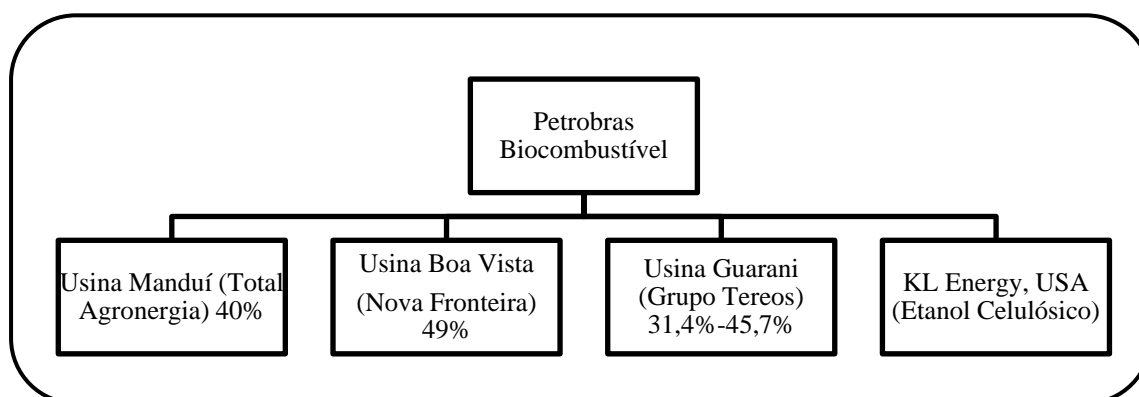 Petrobras
Biocombustível
Usina Manduí (Total
Agronergia) 40%
Usina Boa Vista
(Nova Fronteira)
49%
Usina Guarani
(Grupo Tereos)
31,4%-45,7%
KL Energy, USA
(Etanol Celulósico)